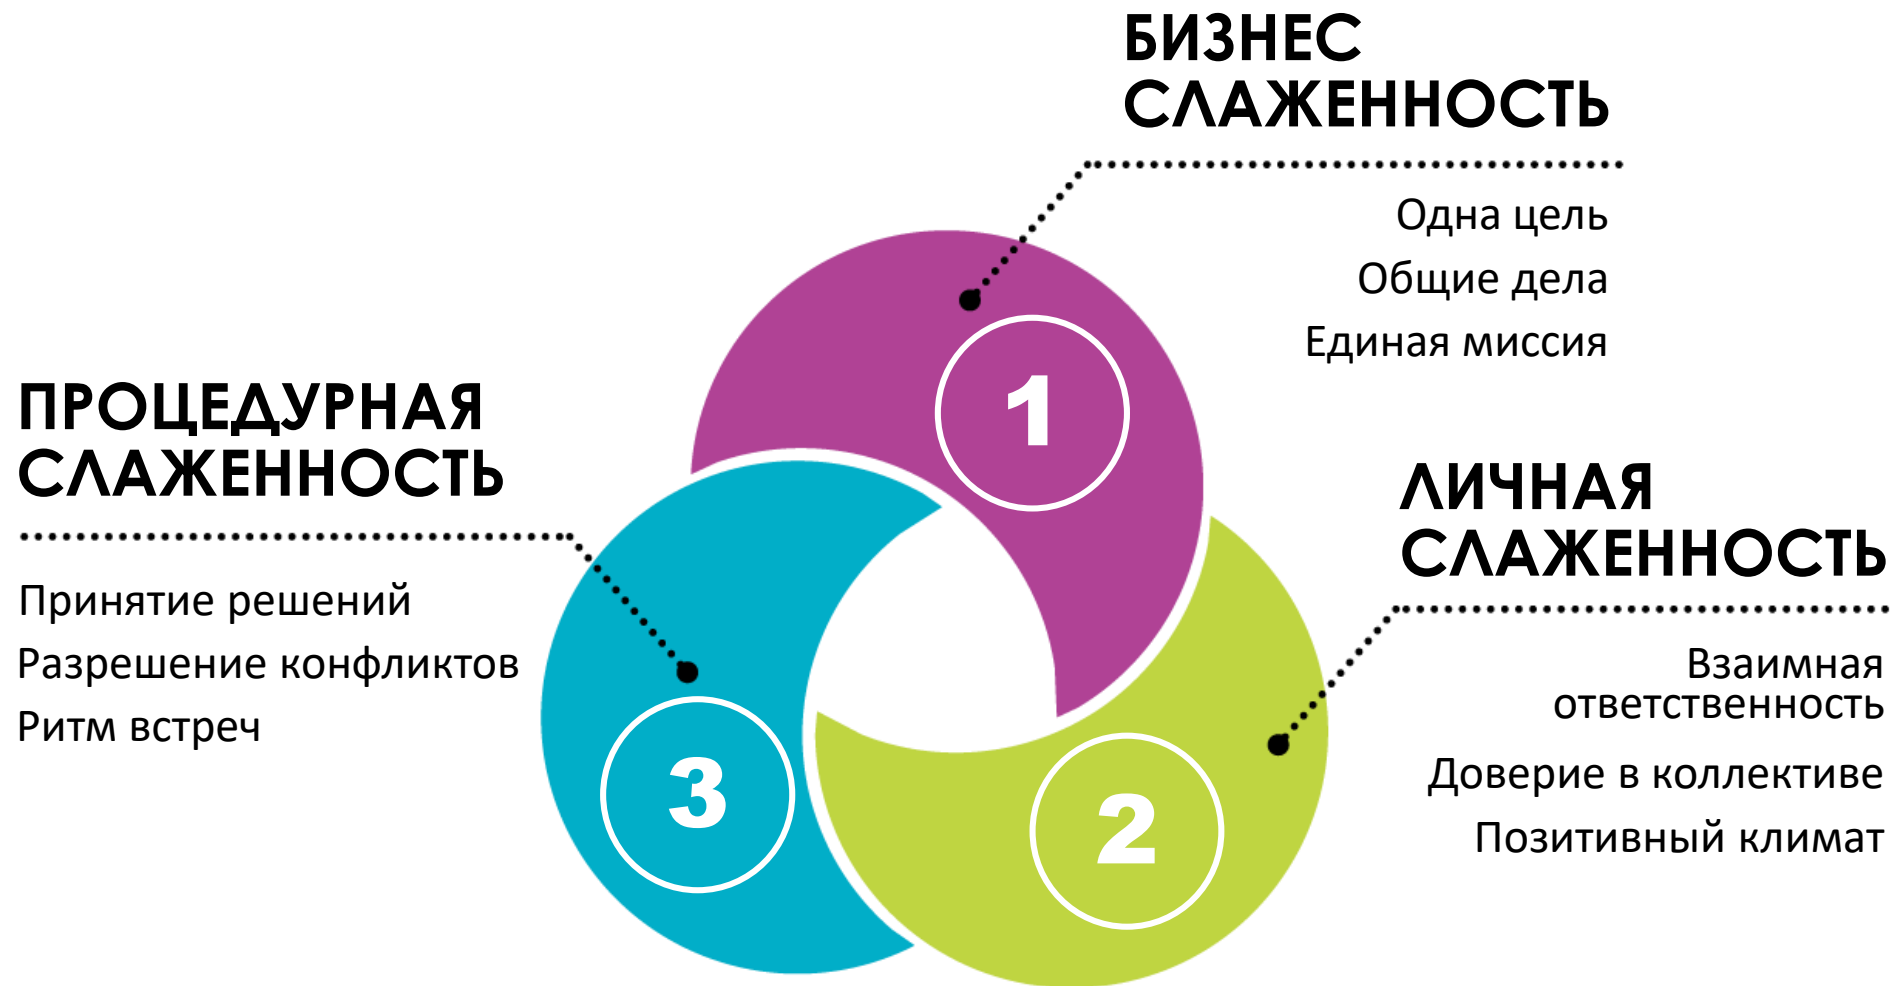 БИЗНЕС
СЛАЖЕННОСТЬ
Одна цель
Общие дела
Единая миссия
1
ПРОЦЕДУРНАЯ
СЛАЖЕННОСТЬ
Принятие решений
Разрешение конфликтов
Ритм встреч
3
ЛИЧНАЯ
СЛАЖЕННОСТЬ
Взаимная
ответственность
Доверие в коллективе
Позитивный климат
2